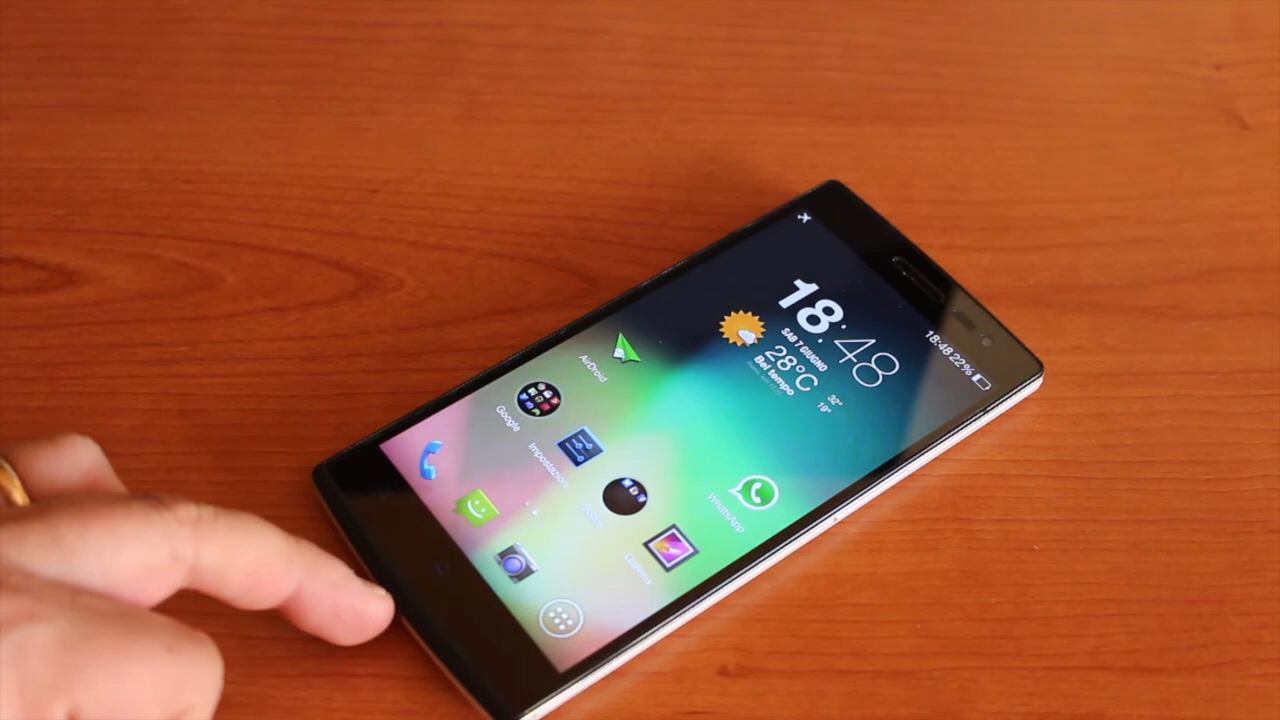 18:48 22%
18:48
SAB 7 GIUGNO
28°C
Bel tempo
32°
19°
AirDroid
Google
Impostazioni
WhatsApp
Galleria